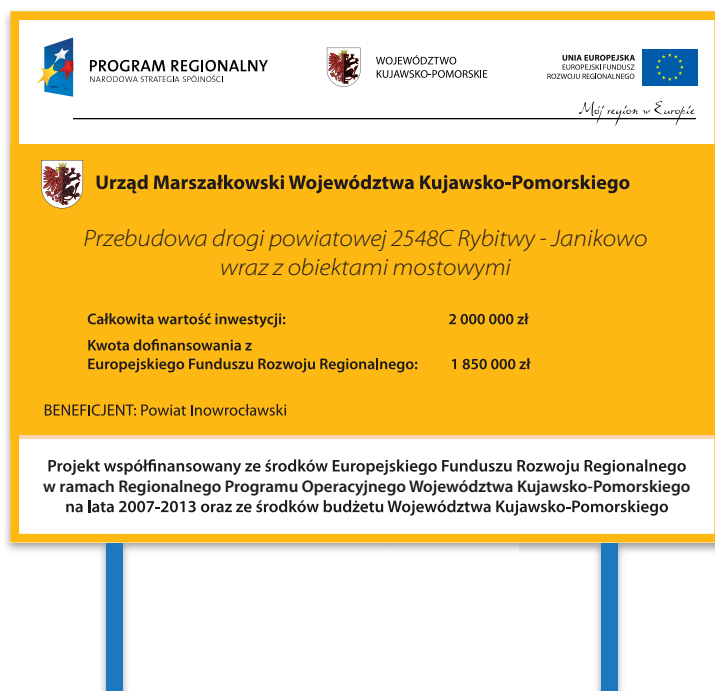 PROGRAM REGIONALNY
NARODOWA STRATEGIA SPÓJNOŚCI
WOJEWÓDZTWO
KUJAWSKO-POMORSKIE
UNIA EUROPEJSKA
EUROPEJSKI FUNDUSZ
ROZWOJU REGIONALNEGO
Mój region w Europie
Urząd Marszałkowski Województwa Kujawsko-Pomorskiego
Przebudowa drogi powiatowej 2548C Rybitwy - Janikowo
wraz z obiektami mostowymi
Całkowita wartość inwestycji: 2 000 000 zł
Kwota dofinansowania z
Europejskiego Funduszu Rozwoju Regionalnego: 1 850 000 zł
BENEFICJENT: Powiat Inowrocławski
Projekt współfinansowany ze środków Europejskiego Funduszu Rozwoju Regionalnego
w ramach Regionalnego Programu Operacyjnego Województwa Kujawsko-Pomorskiego
na lata 2007-2013 oraz ze środków budżetu Województwa Kujawsko-Pomorskiego